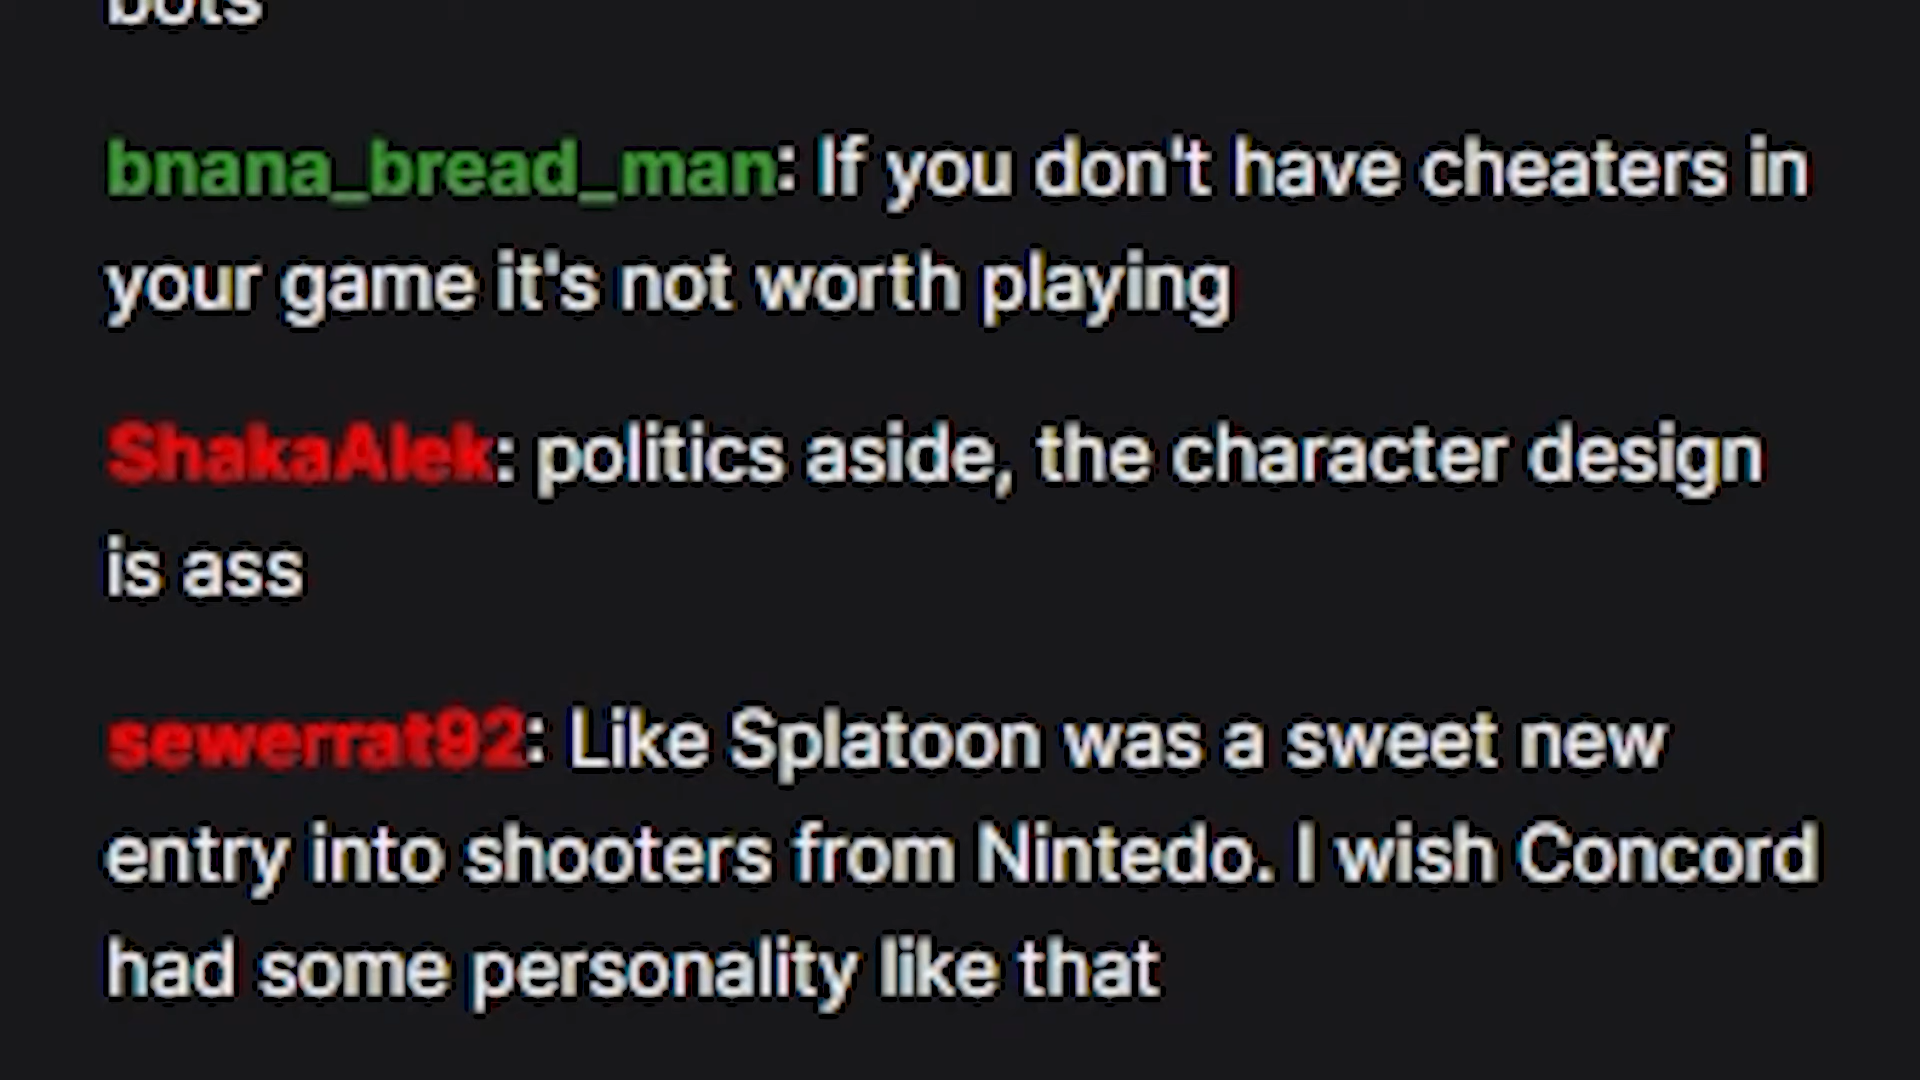 bots
bnana_bread_man: If you don't have cheaters in
your game it's not worth playing
ShakaAlek: politics aside, the character design
is ass
sewerrat92: Like Splatoon was a sweet new
entry into shooters from Nintedo. I wish Concord
had some personality like that